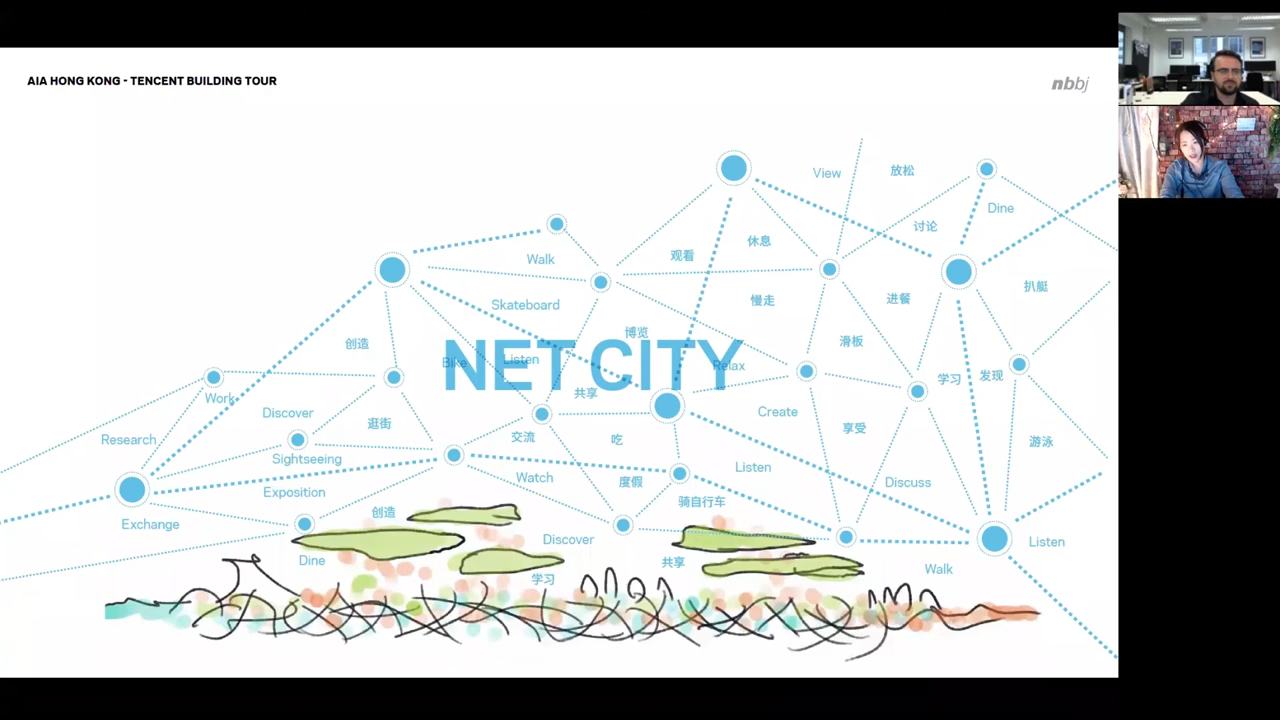 AIA HONG KONG - TENCENT BUILDING TOUR
nbbj
View
放松
Dine
讨论
休息
观看
Walk
扒艇
慢走
进餐
Skateboard
博览
滑板
创造
NET CITY
Bike
Listen
Relax
学习
发现
共享
Work
Discover
Create
逛街
享受
Research
交流
吃
游泳
Sightseeing
Listen
Watch
度假
Discuss
Exposition
骑自行车
创造
Exchange
Discover
Listen
Dine
共享
Walk
学习